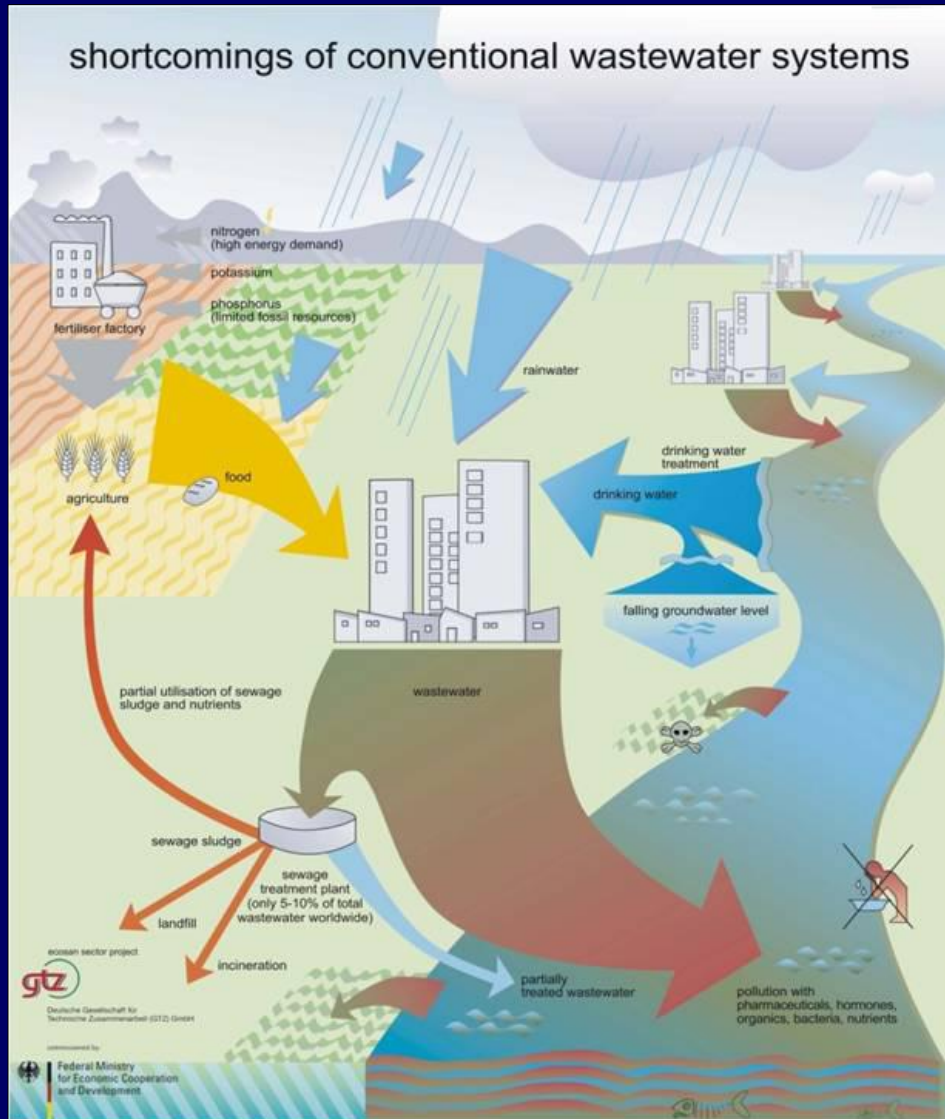 shortcomings of conventional wastewater systems
nitrogen
(high energy demand)
potassium
phosphorus
(limited fossil resources)
fertiliser factory
rainwater
drinking water
treatment
drinking water
food
agriculture
falling groundwater level
partial utilisation of sewage
sludge and nutrients
wastewater
sewage sludge
sewage
treatment plant
(only 5-10% of total
wastewater worldwide)
landfill
incineration
partially
treated wastewater
pollution with
pharmaceuticals, hormones,
organics, bacteria, nutrients
ecosan sector project
gtz
Deutsche Gesellschaft für
Technische Zusammenarbeit (GTZ) GmbH
commissioned by:
Federal Ministry
for Economic Cooperation
and Development